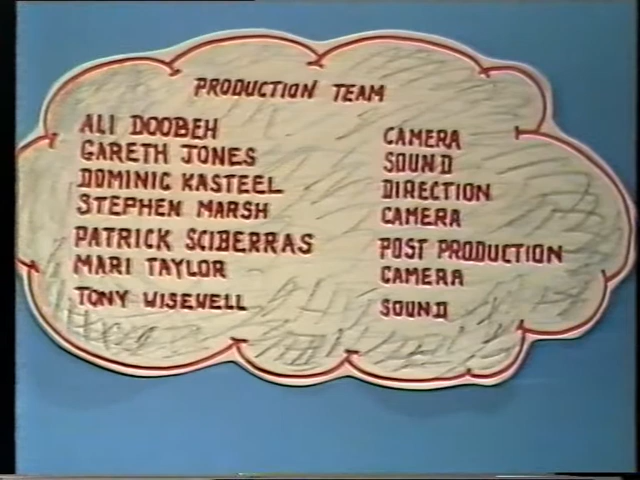 PRODUCTION TEAM
ALI DOOBEH CAMERA
GARETH JONES SOUND
DOMINIC KASTEEL DIRECTION
STEPHEN MARSH CAMERA
PATRICK SCIBERRAS POST PRODUCTION
MARI TAYLOR CAMERA
TONY WISEWELL SOUND